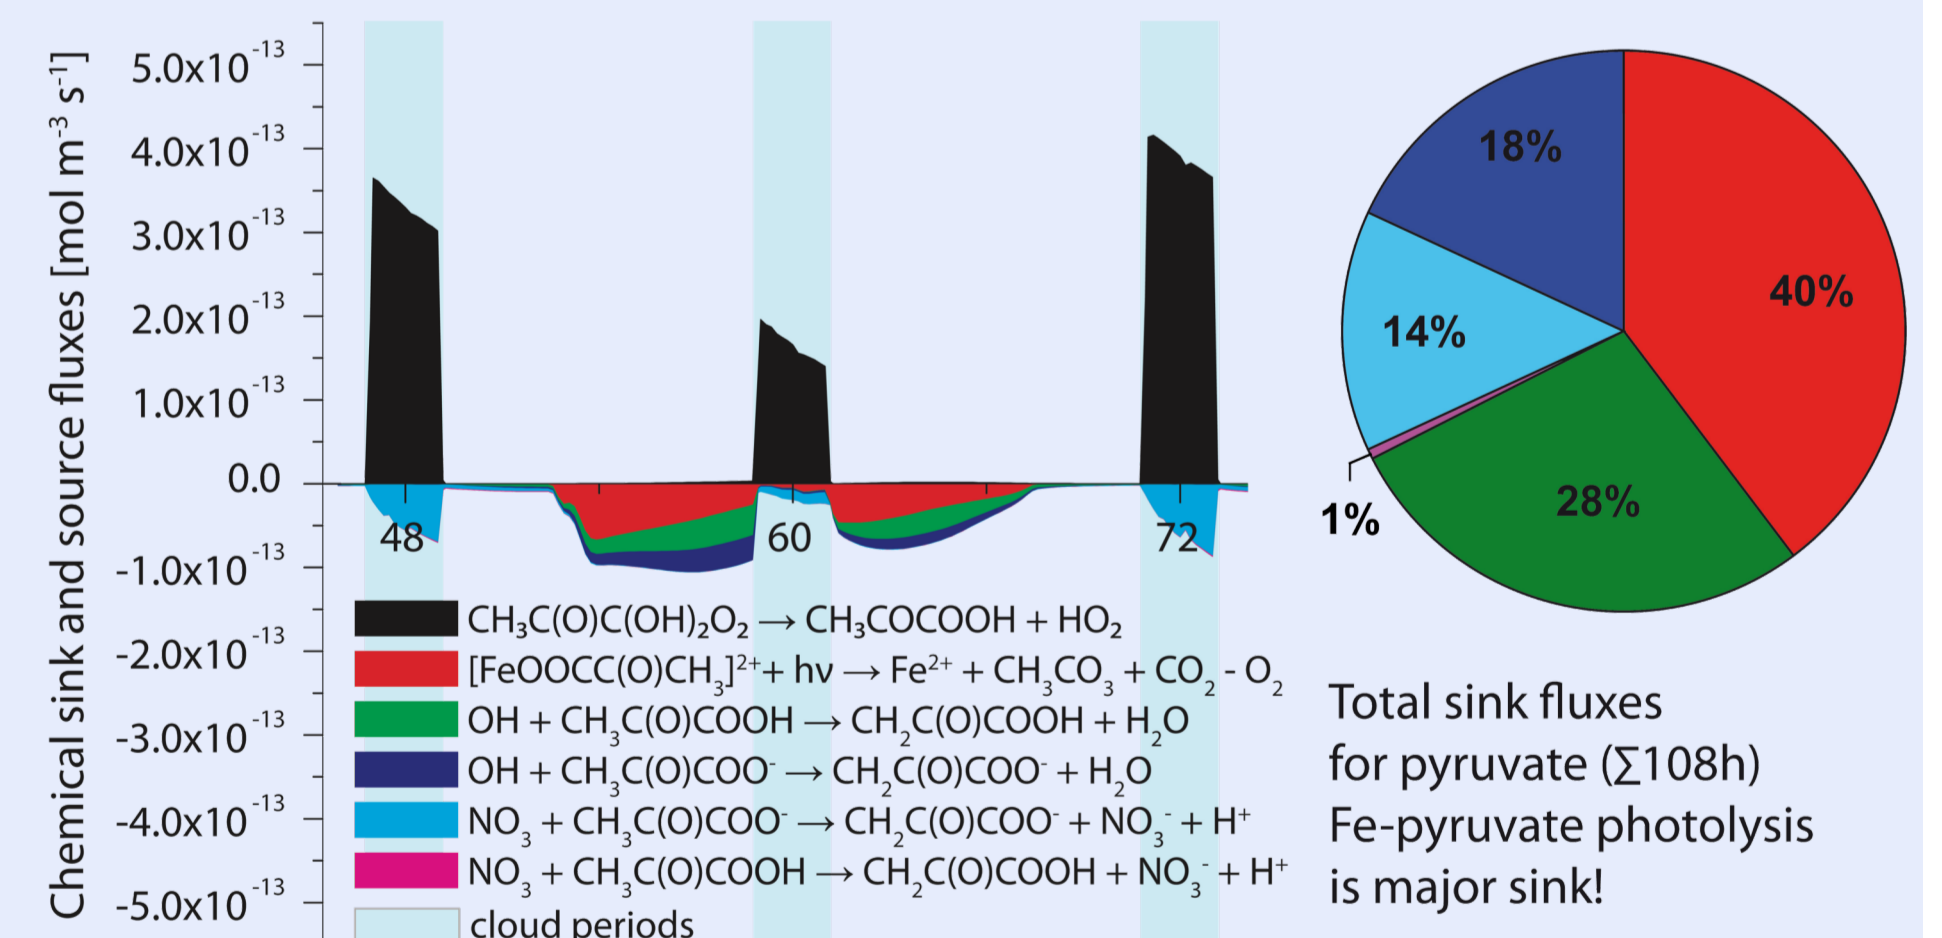 Chemical sink and source fluxes [mol m⁻³ s⁻¹]
5.0x10⁻¹³
4.0x10⁻¹³
3.0x10⁻¹³
2.0x10⁻¹³
1.0x10⁻¹³
0.0
-1.0x10⁻¹³
-2.0x10⁻¹³
-3.0x10⁻¹³
-4.0x10⁻¹³
-5.0x10⁻¹³
48
60
72
CH₃C(O)C(OH)₂O₂ → CH₃COCOOH + HO₂
[FeOOCC(O)CH₃]²⁺+ hν → Fe²⁺ + CH₃CO₃ + CO₂ - O₂
OH + CH₃C(O)COOH → CH₂C(O)COOH + H₂O
OH + CH₃C(O)COO⁻ → CH₂C(O)COO⁻ + H₂O
NO₃ + CH₃C(O)COO⁻ → CH₂C(O)COO⁻ + NO₃⁻ + H⁺
NO₃ + CH₃C(O)COOH → CH₂C(O)COOH + NO₃⁻ + H⁺
cloud periods
18%
40%
14%
28%
1%
Total sink fluxes
for pyruvate (∑108h)
Fe-pyruvate photolysis
is major sink!